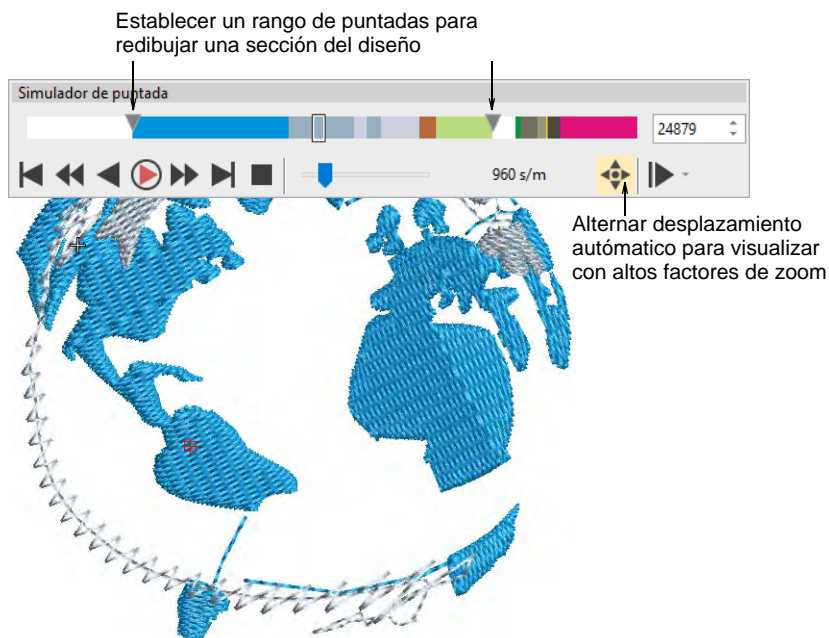 Establecer un rango de puntadas para
redibujar una sección del diseño
Simulador de puntada
24879
960 s/m
Alternar desplazamiento
autómatico para visualizar
con altos factores de zoom